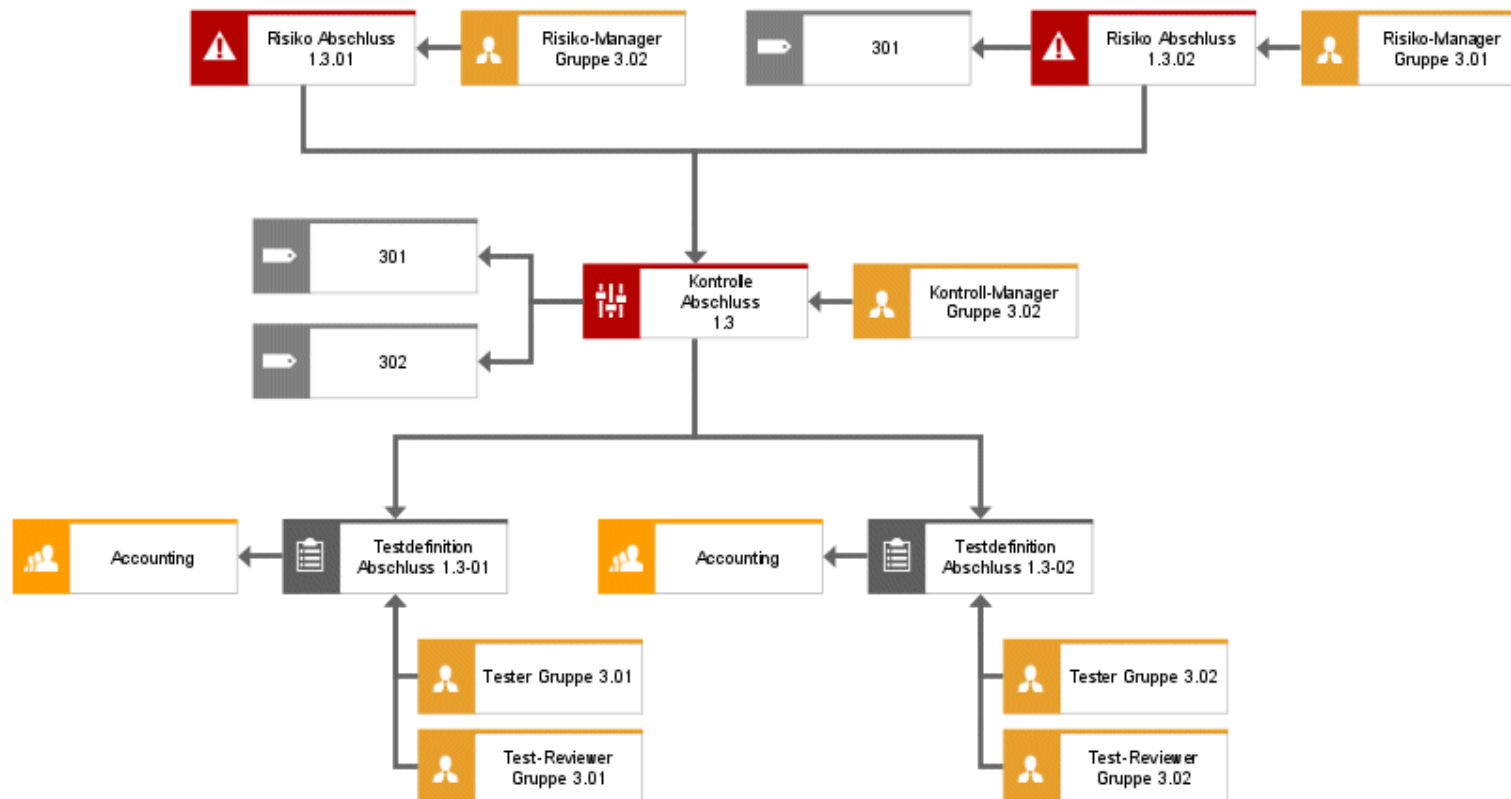 Risiko Abschluss
1.3.01
Risiko-Manager
Gruppe 3.02
301
Risiko Abschluss
1.3.02
Risiko-Manager
Gruppe 3.01
301
Kontrolle
Abschluss
1.3
Kontroll-Manager
Gruppe 3.02
302
Accounting
Testdefinition
Abschluss 1.3-01
Accounting
Testdefinition
Abschluss 1.3-02
Tester Gruppe 3.01
Tester Gruppe 3.02
Test-Reviewer
Gruppe 3.01
Test-Reviewer
Gruppe 3.02